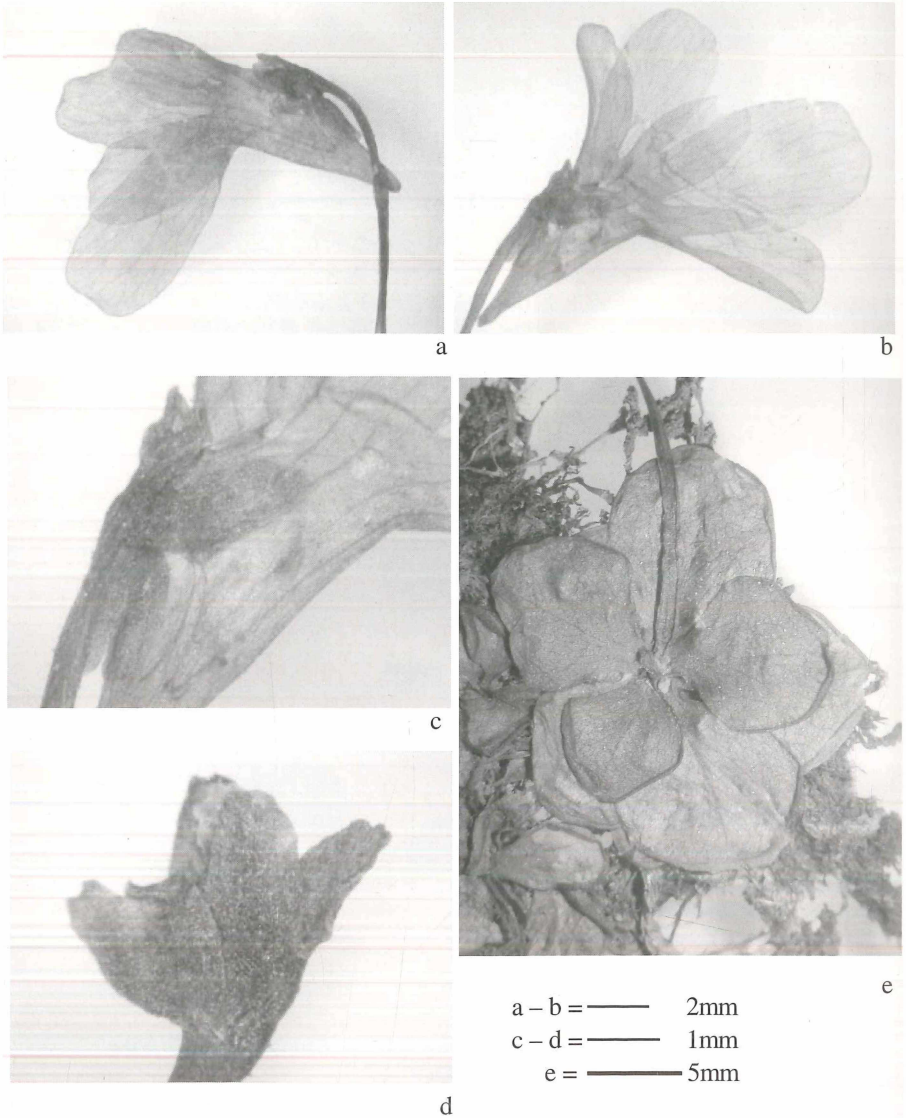 a
b
c
e
a – b = 2mm
c – d = 1mm
e = 5mm
d